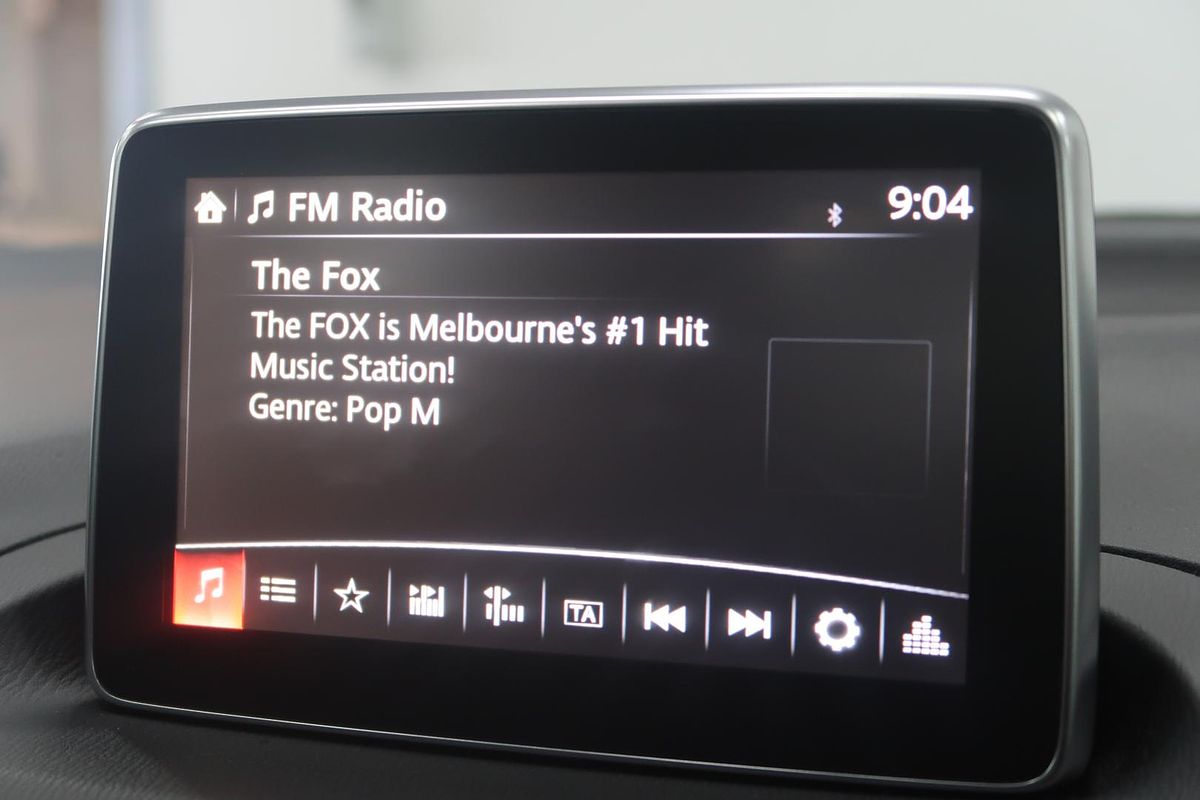 FM Radio 9:04
The Fox
The FOX is Melbourne's #1 Hit
Music Station!
Genre: Pop M
TA